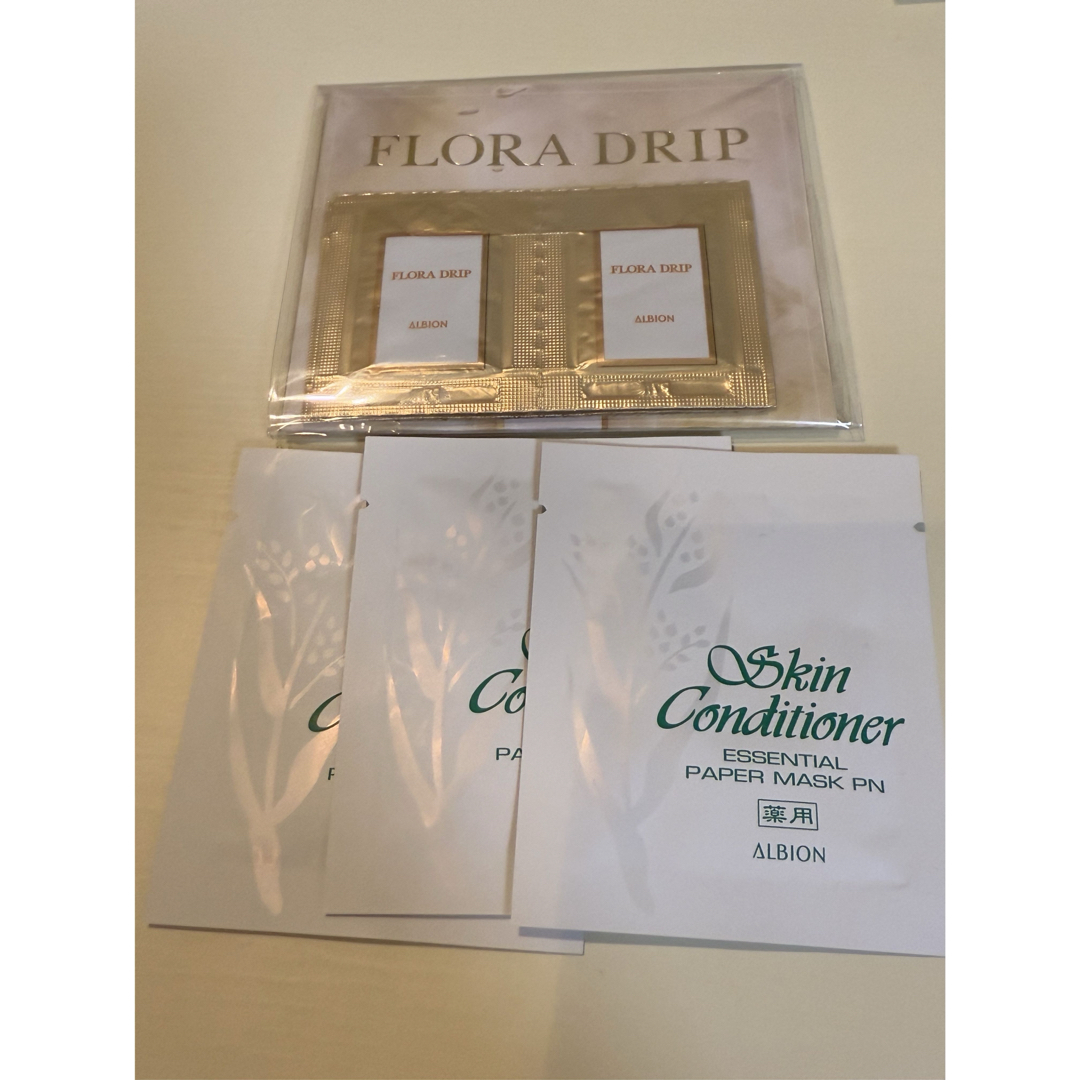 FLORA DRIP
FLORA DRIP
ALBION
FLORA DRIP
ALBION
Skin
Conditioner
ESSENTIAL
PAPER MASK PN
薬用
ALBION